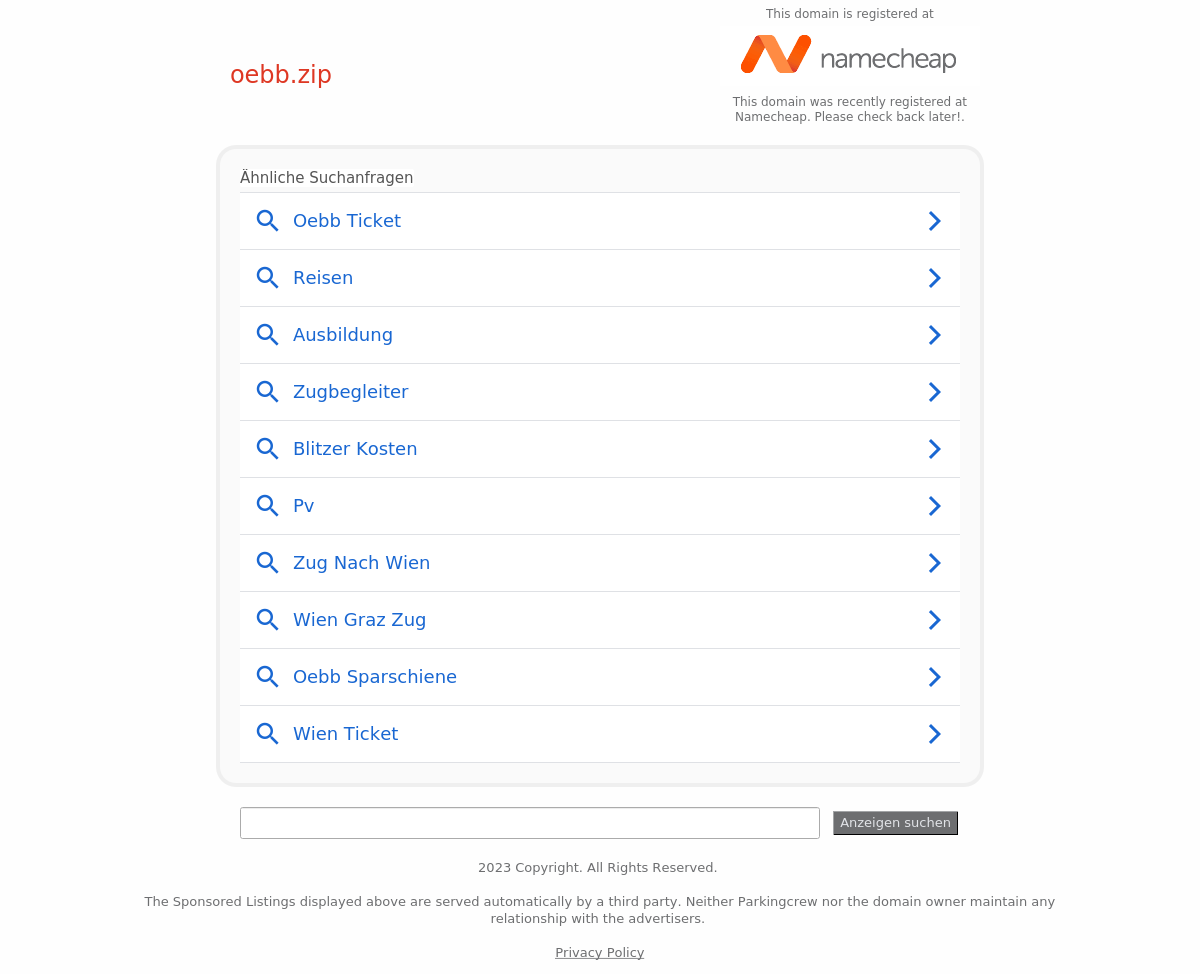 This domain is registered at
namecheap
oebb.zip
This domain was recently registered at
Namecheap. Please check back later!.
Ähnliche Suchanfragen
Oebb Ticket
Reisen
Ausbildung
Zugbegleiter
Blitzer Kosten
Pv
Zug Nach Wien
Wien Graz Zug
Oebb Sparschiene
Wien Ticket
Anzeigen suchen
2023 Copyright. All Rights Reserved.
The Sponsored Listings displayed above are served automatically by a third party. Neither Parkingcrew nor the domain owner maintain any
relationship with the advertisers.
Privacy Policy